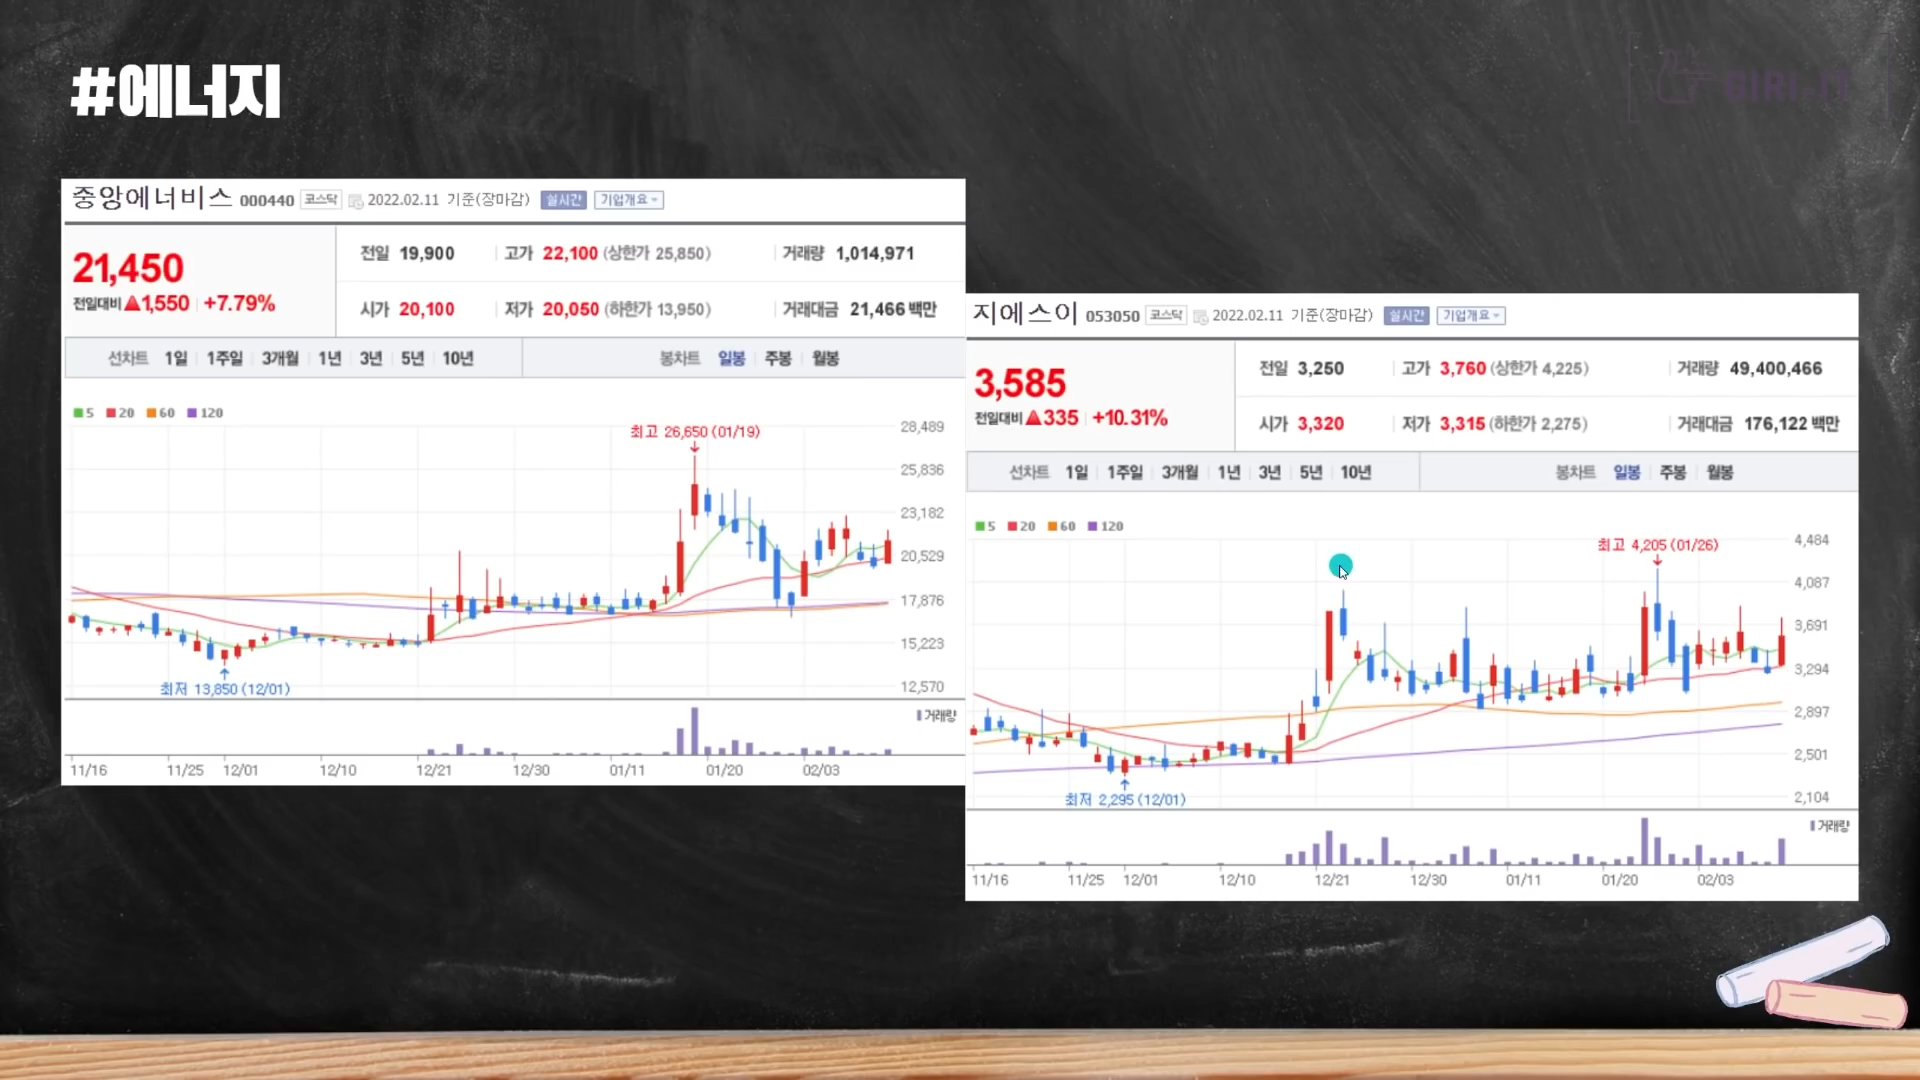 #에너지
중앙에너비스 000440 코스닥 2022.02.11 기준(장마감) 실시간 기업개요
21,450
전일대비 ▲1,550 +7.79%
전일 19,900 고가 22,100 (상한가 25,850) 거래량 1,014,971
시가 20,100 저가 20,050 (하한가 13,950) 거래대금 21,466 백만
선차트 1일 1주일 3개월 1년 3년 5년 10년 봉차트 일봉 주봉 월봉
5 20 60 120
최고 26,650 (01/19)
28,489
25,836
23,182
20,529
17,876
15,223
12,570
최저 13,850 (12/01)
거래량
11/16 11/25 12/01 12/10 12/21 12/30 01/11 01/20 02/03
지에스이 053050 코스닥 2022.02.11 기준(장마감) 실시간 기업개요
3,585
전일대비 ▲335 +10.31%
전일 3,250 고가 3,760 (상한가 4,225) 거래량 49,400,466
시가 3,320 저가 3,315 (하한가 2,275) 거래대금 176,122 백만
선차트 1일 1주일 3개월 1년 3년 5년 10년 봉차트 일봉 주봉 월봉
5 20 60 120
최고 4,205 (01/26)
4,484
4,087
3,691
3,294
2,897
2,501
2,104
최저 2,295 (12/01)
거래량
11/16 11/25 12/01 12/10 12/21 12/30 01/11 01/20 02/03